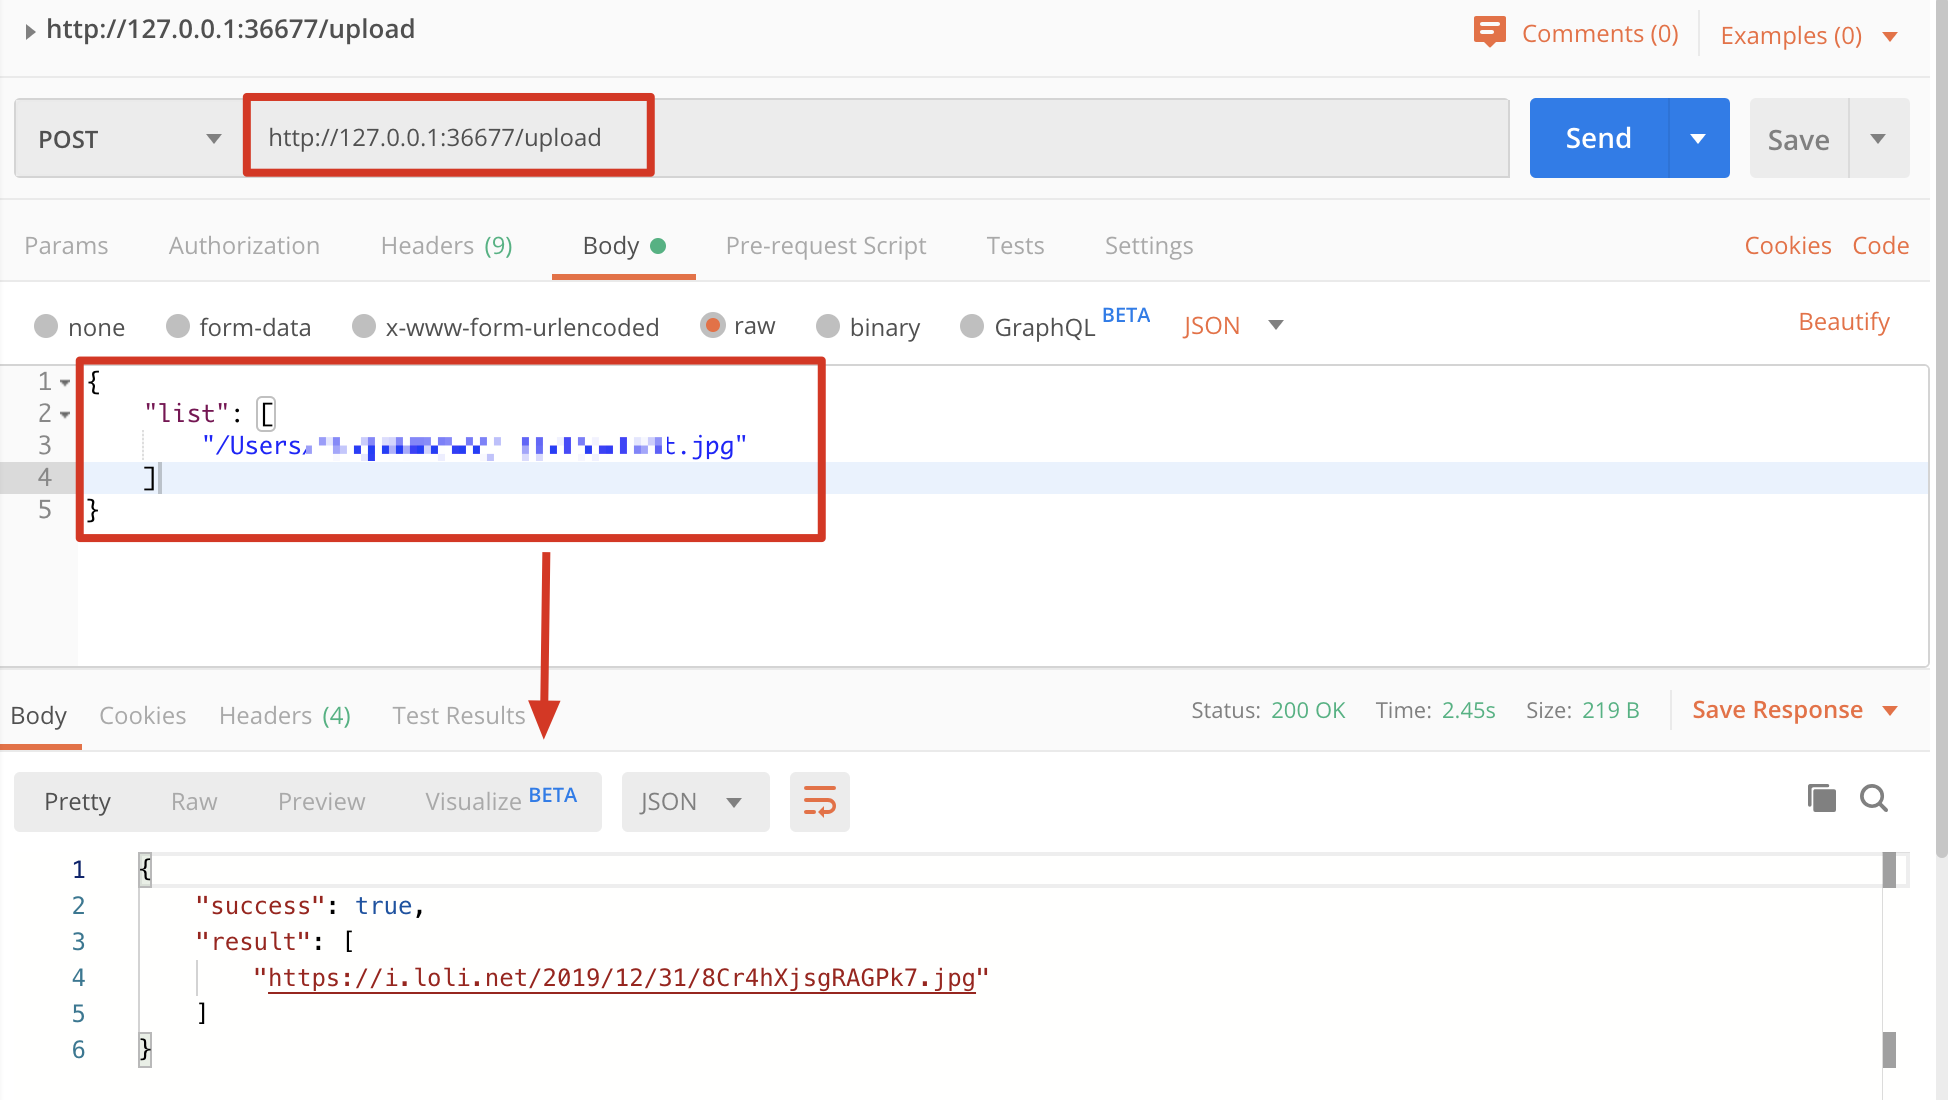 http://127.0.0.1:36677/upload
Comments (0)
Examples (0)
POST
http://127.0.0.1:36677/upload
Send
Save
Params Authorization Headers (9) Body Pre-request Script Tests Settings Cookies Code
none form-data x-www-form-urlencoded raw binary GraphQL BETA JSON Beautify
1 {
2 "list": [
3 "/Users/ t.jpg"
4 ]
5 }
Body Cookies Headers (4) Test Results Status: 200 OK Time: 2.45s Size: 219 B Save Response
Pretty Raw Preview Visualize BETA JSON
1 {
2 "success": true,
3 "result": [
4 "https://i.loli.net/2019/12/31/8Cr4hXjsgRAGPk7.jpg"
5 ]
6 }